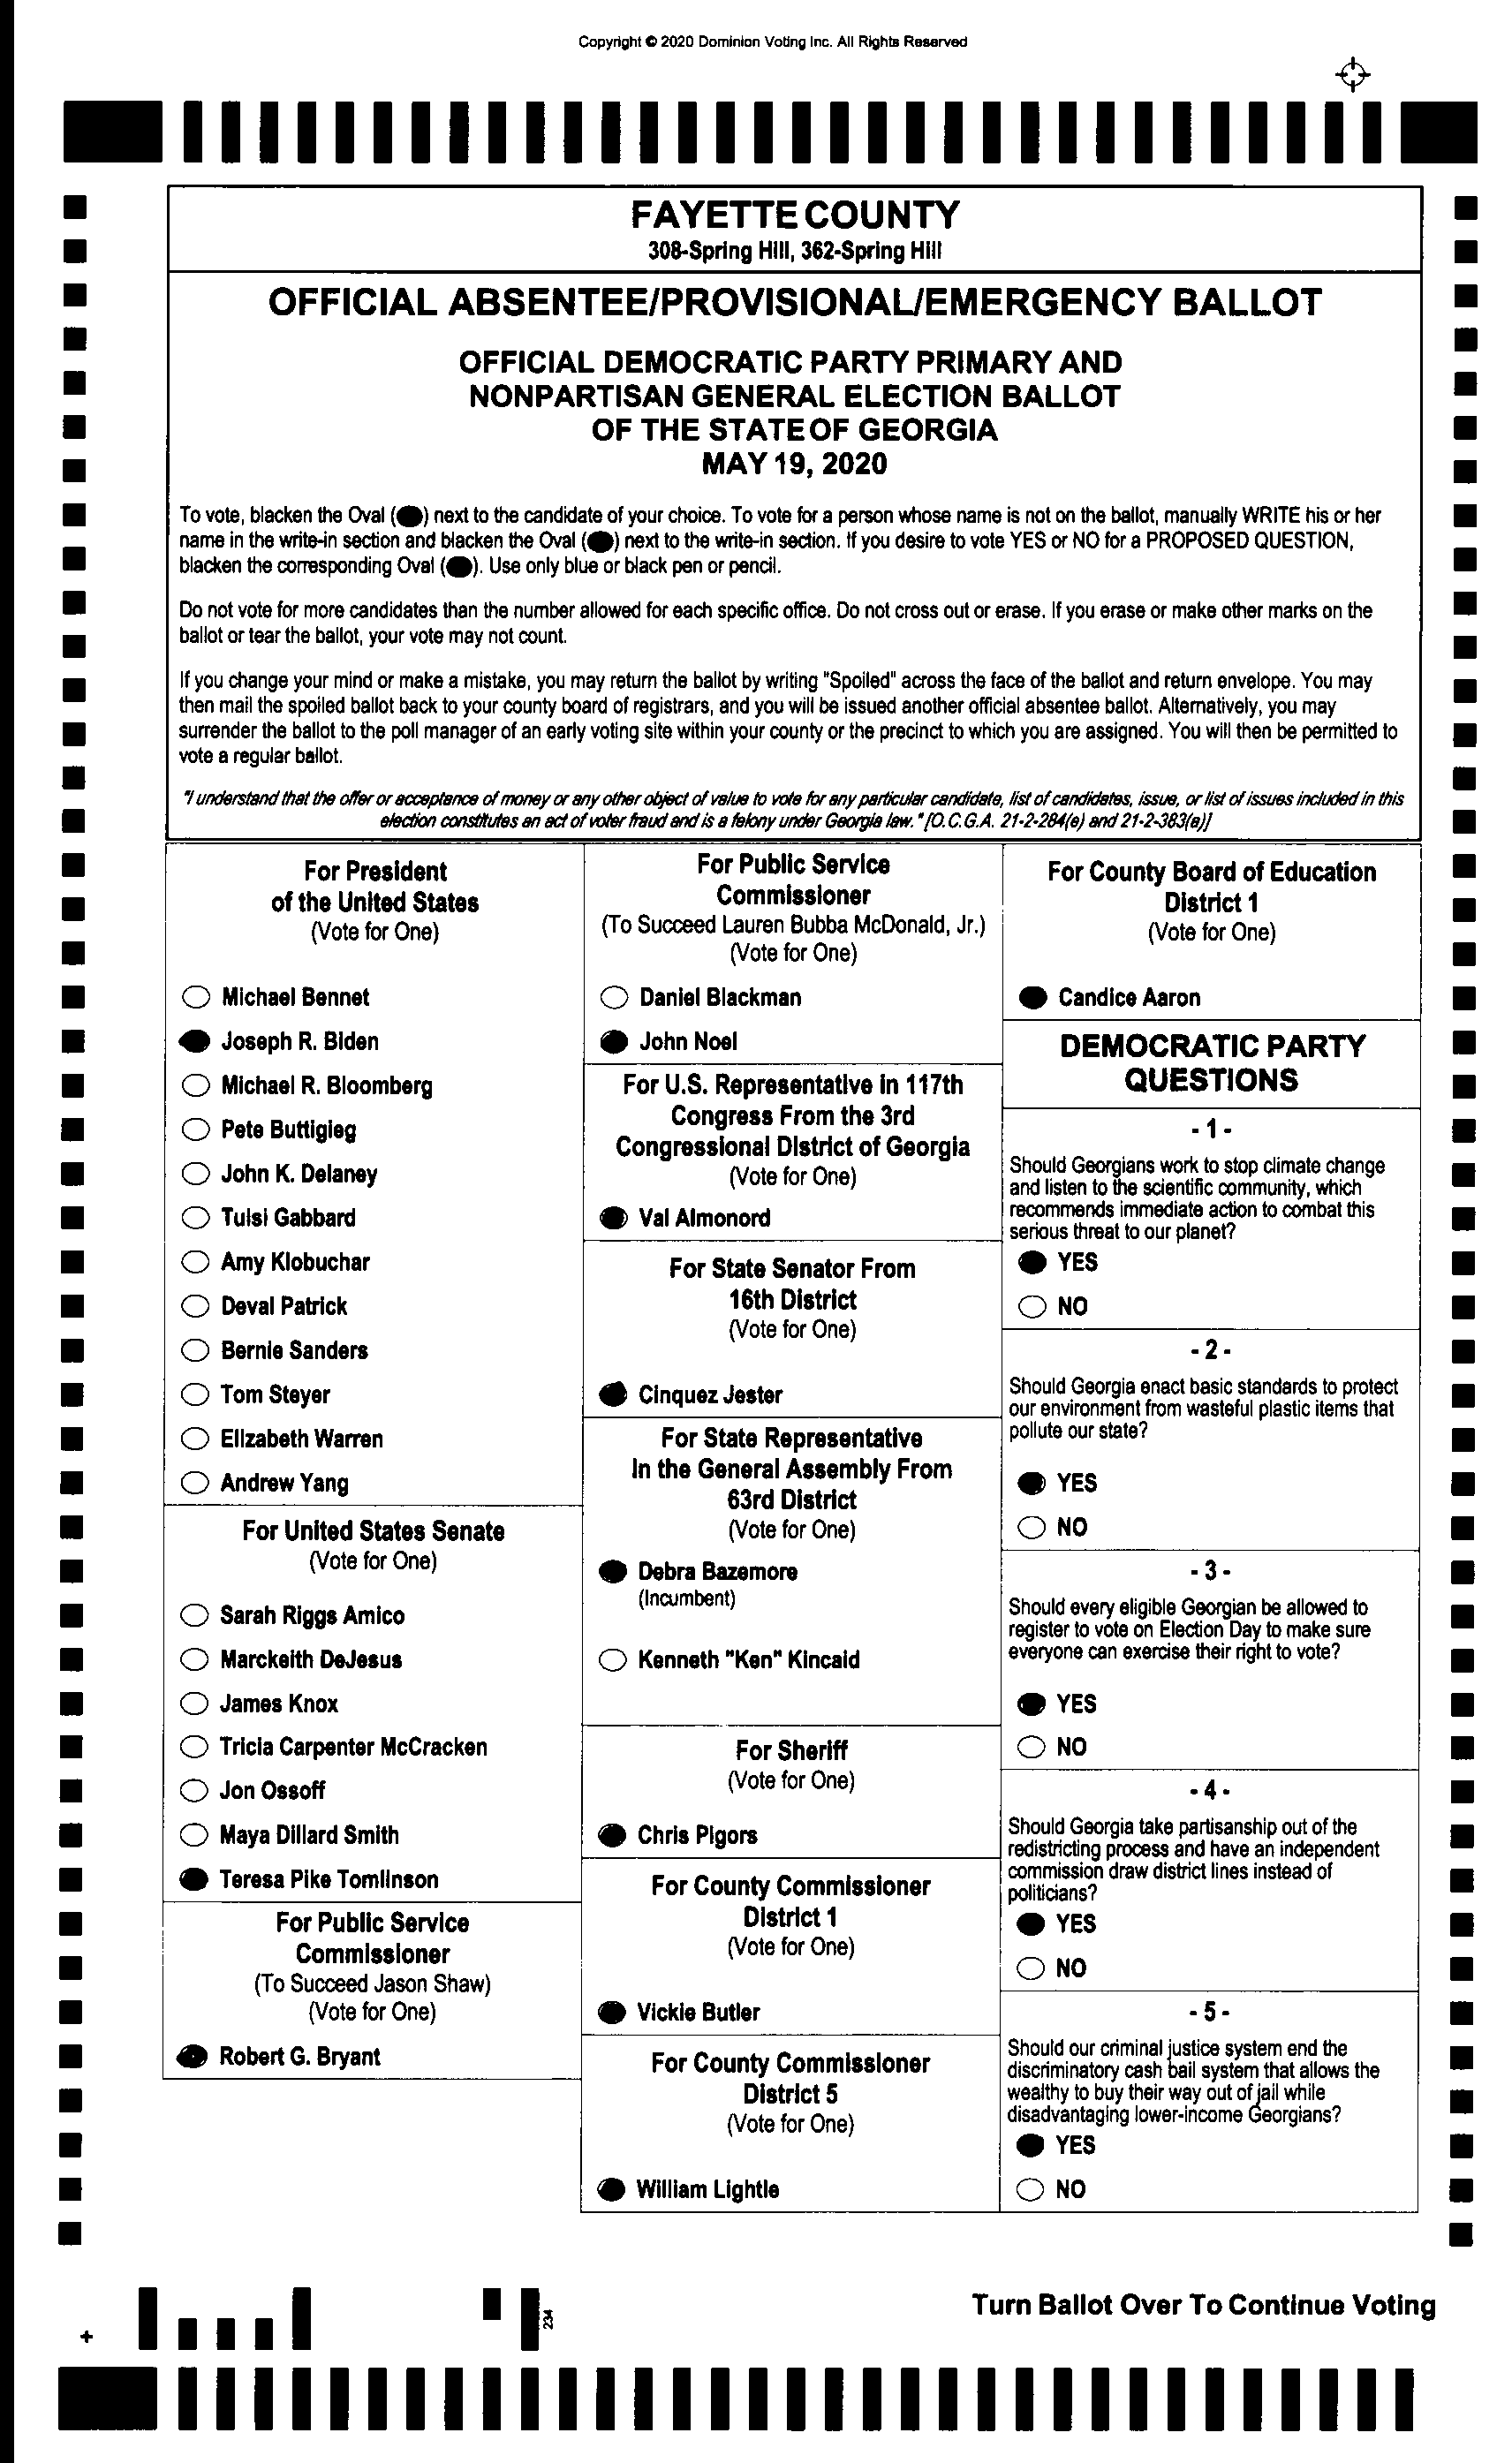 Copyright © 2020 Dominion Voting Inc. All Rights Reserved
FAYETTE COUNTY
308-Spring Hill, 362-Spring Hill
OFFICIAL ABSENTEE/PROVISIONAL/EMERGENCY BALLOT
OFFICIAL DEMOCRATIC PARTY PRIMARY AND
NONPARTISAN GENERAL ELECTION BALLOT
OF THE STATE OF GEORGIA
MAY 19, 2020
To vote, blacken the Oval (●) next to the candidate of your choice. To vote for a person whose name is not on the ballot, manually WRITE his or her
name in the write-in section and blacken the Oval (●) next to the write-in section. If you desire to vote YES or NO for a PROPOSED QUESTION,
blacken the corresponding Oval (●). Use only blue or black pen or pencil.
Do not vote for more candidates than the number allowed for each specific office. Do not cross out or erase. If you erase or make other marks on the
ballot or tear the ballot, your vote may not count.
If you change your mind or make a mistake, you may return the ballot by writing "Spoiled" across the face of the ballot and return envelope. You may
then mail the spoiled ballot back to your county board of registrars, and you will be issued another official absentee ballot. Alternatively, you may
surrender the ballot to the poll manager of an early voting site within your county or the precinct to which you are assigned. You will then be permitted to
vote a regular ballot.
"I understand that the offer or acceptance of money or any other object of value to vote for any particular candidate, list of candidates, issue, or list of issues included in this
election constitutes an act of voter fraud and is a felony under Georgia law." [O.C.G.A. 21-2-284(e) and 21-2-383(a)]
For President
of the United States
(Vote for One)
Michael Bennet
Joseph R. Biden
Michael R. Bloomberg
Pete Buttigieg
John K. Delaney
Tulsi Gabbard
Amy Klobuchar
Deval Patrick
Bernie Sanders
Tom Steyer
Elizabeth Warren
Andrew Yang
For United States Senate
(Vote for One)
Sarah Riggs Amico
Marckeith DeJesus
James Knox
Tricia Carpenter McCracken
Jon Ossoff
Maya Dillard Smith
Teresa Pike Tomlinson
For Public Service
Commissioner
(To Succeed Jason Shaw)
(Vote for One)
Robert G. Bryant
For Public Service
Commissioner
(To Succeed Lauren Bubba McDonald, Jr.)
(Vote for One)
Daniel Blackman
John Noel
For U.S. Representative in 117th
Congress From the 3rd
Congressional District of Georgia
(Vote for One)
Val Almonord
For State Senator From
16th District
(Vote for One)
Cinquez Jester
For State Representative
In the General Assembly From
63rd District
(Vote for One)
Debra Bazemore
(Incumbent)
Kenneth "Ken" Kincaid
For Sheriff
(Vote for One)
Chris Pigors
For County Commissioner
District 1
(Vote for One)
Vickie Butler
For County Commissioner
District 5
(Vote for One)
William Lightle
For County Board of Education
District 1
(Vote for One)
Candice Aaron
DEMOCRATIC PARTY
QUESTIONS
- 1 -
Should Georgians work to stop climate change
and listen to the scientific community, which
recommends immediate action to combat this
serious threat to our planet?
YES
NO
- 2 -
Should Georgia enact basic standards to protect
our environment from wasteful plastic items that
pollute our state?
YES
NO
- 3 -
Should every eligible Georgian be allowed to
register to vote on Election Day to make sure
everyone can exercise their right to vote?
YES
NO
- 4 -
Should Georgia take partisanship out of the
redistricting process and have an independent
commission draw district lines instead of
politicians?
YES
NO
- 5 -
Should our criminal justice system end the
discriminatory cash bail system that allows the
wealthy to buy their way out of jail while
disadvantaging lower-income Georgians?
YES
NO
Turn Ballot Over To Continue Voting
234